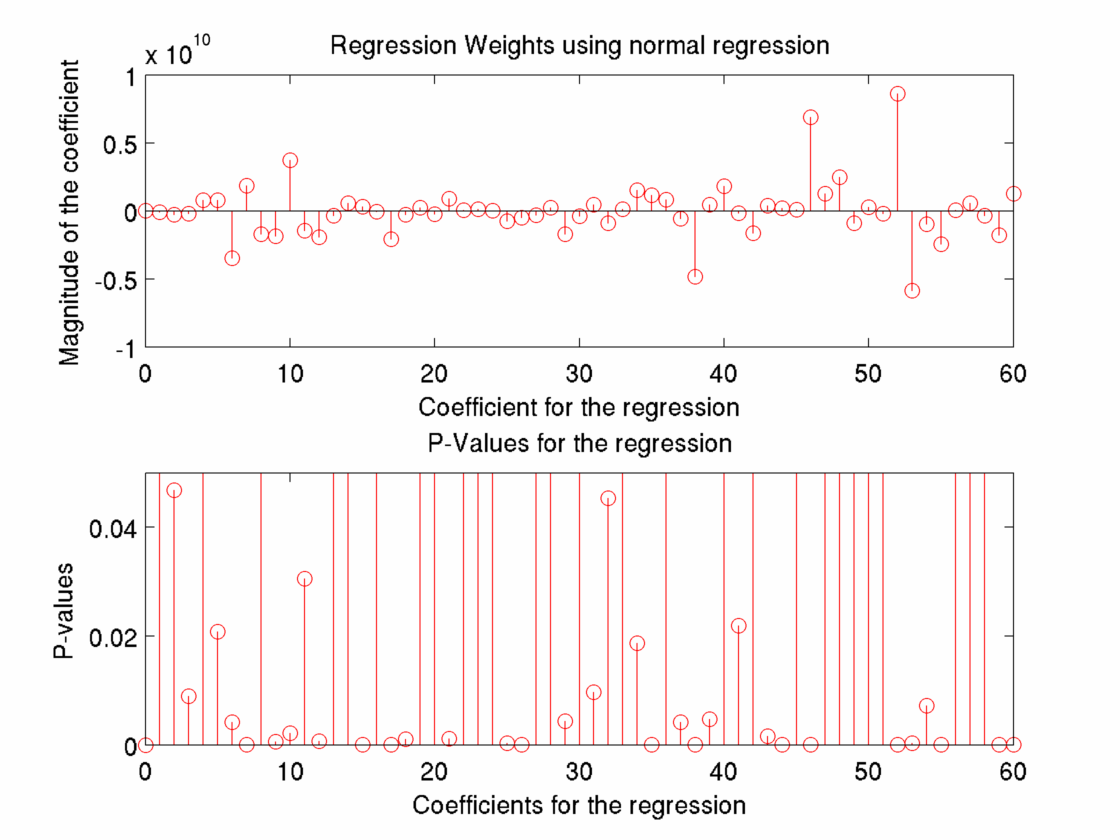 Regression Weights using normal regression
x 10^10
Magnitude of the coefficient
1
0.5
0
-0.5
-1
0 10 20 30 40 50 60
Coefficient for the regression
P-Values for the regression
P-values
0.04
0.02
0
0 10 20 30 40 50 60
Coefficients for the regression